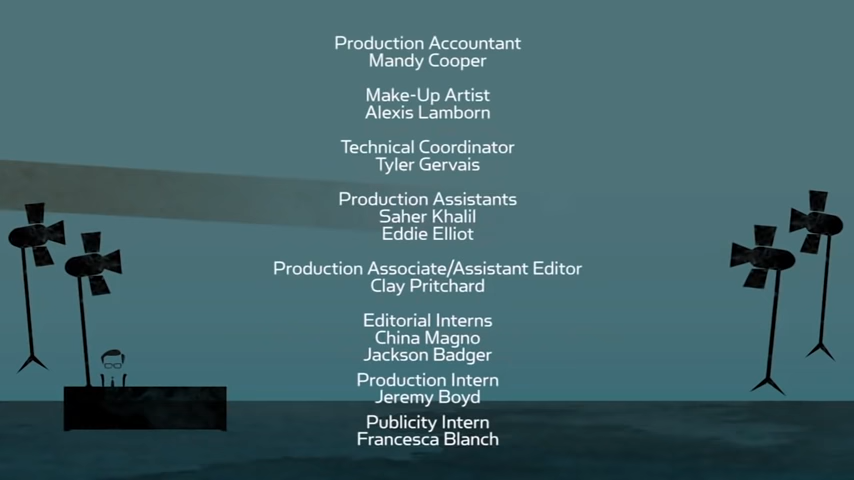 Production Accountant
Mandy Cooper
Make-Up Artist
Alexis Lamborn
Technical Coordinator
Tyler Gervais
Production Assistants
Saher Khalil
Eddie Elliot
Production Associate/Assistant Editor
Clay Pritchard
Editorial Interns
China Magno
Jackson Badger
Production Intern
Jeremy Boyd
Publicity Intern
Francesca Blanch